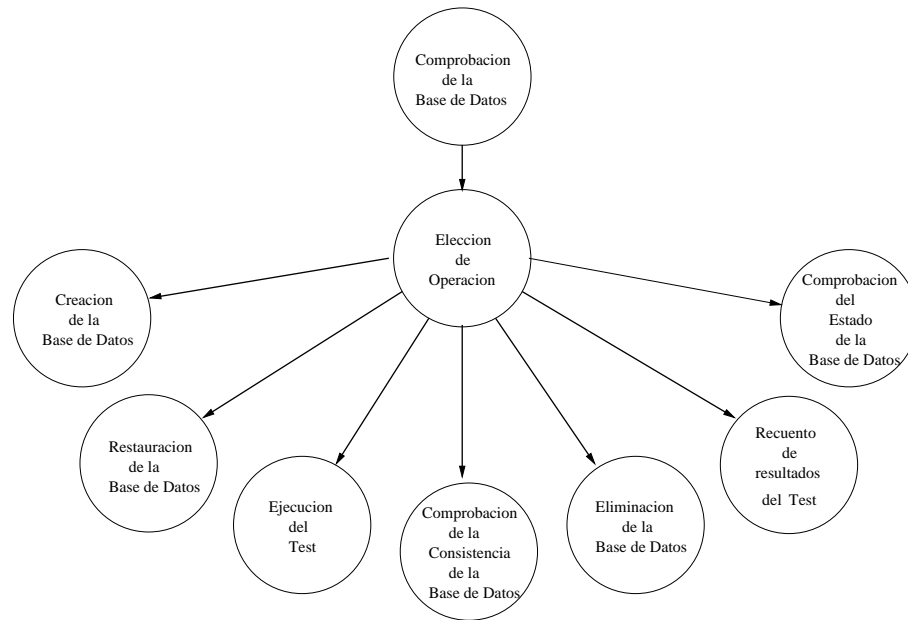 Comprobacion
de la
Base de Datos
Eleccion
de
Operacion
Creacion
de la
Base de Datos
Restauracion
de la
Base de Datos
Ejecucion
del
Test
Comprobacion
de la
Consistencia
de la
Base de Datos
Eliminacion
de la
Base de Datos
Recuento
de
resultados
del Test
Comprobacion
del
Estado
de la
Base de Datos